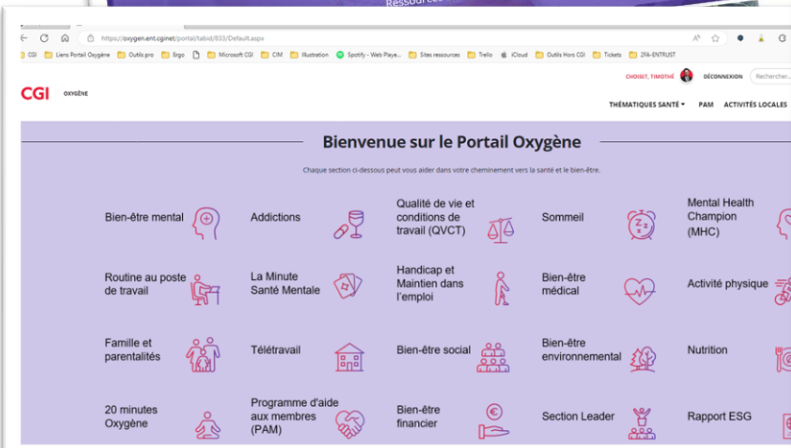 Ressources
https://oxygen.ent.cginet/portal/tabid/833/Default.aspx
CGI Liens Portail Oxygène Outils pro Ergo Microsoft CGI CIM Illustration Spotify - Web Playe... Sites ressources Trello iCloud Outils Hors CGI Tickets 2FA-ENTRUST
CHOISET, TIMOTHÉ DÉCONNEXION Rechercher...
CGI OXYGÈNE
THÉMATIQUES SANTÉ PAM ACTIVITÉS LOCALES
Bienvenue sur le Portail Oxygène
Chaque section ci-dessous peut vous aider dans votre cheminement vers la santé et le bien-être.
Bien-être mental
Addictions
Qualité de vie et
conditions de
travail (QVCT)
Sommeil
Mental Health
Champion
(MHC)
Routine au poste
de travail
La Minute
Santé Mentale
Handicap et
Maintien dans
l'emploi
Bien-être
médical
Activité physique
Famille et
parentalités
Télétravail
Bien-être social
Bien-être
environnemental
Nutrition
20 minutes
Oxygène
Programme d'aide
aux membres
(PAM)
Bien-être
financier
Section Leader
Rapport ESG